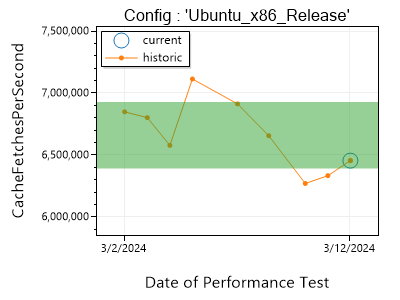 Config : 'Ubuntu_x86_Release'
7,500,000
7,000,000
6,500,000
6,000,000
CacheFetchesPerSecond
current
historic
3/2/2024
3/12/2024
Date of Performance Test